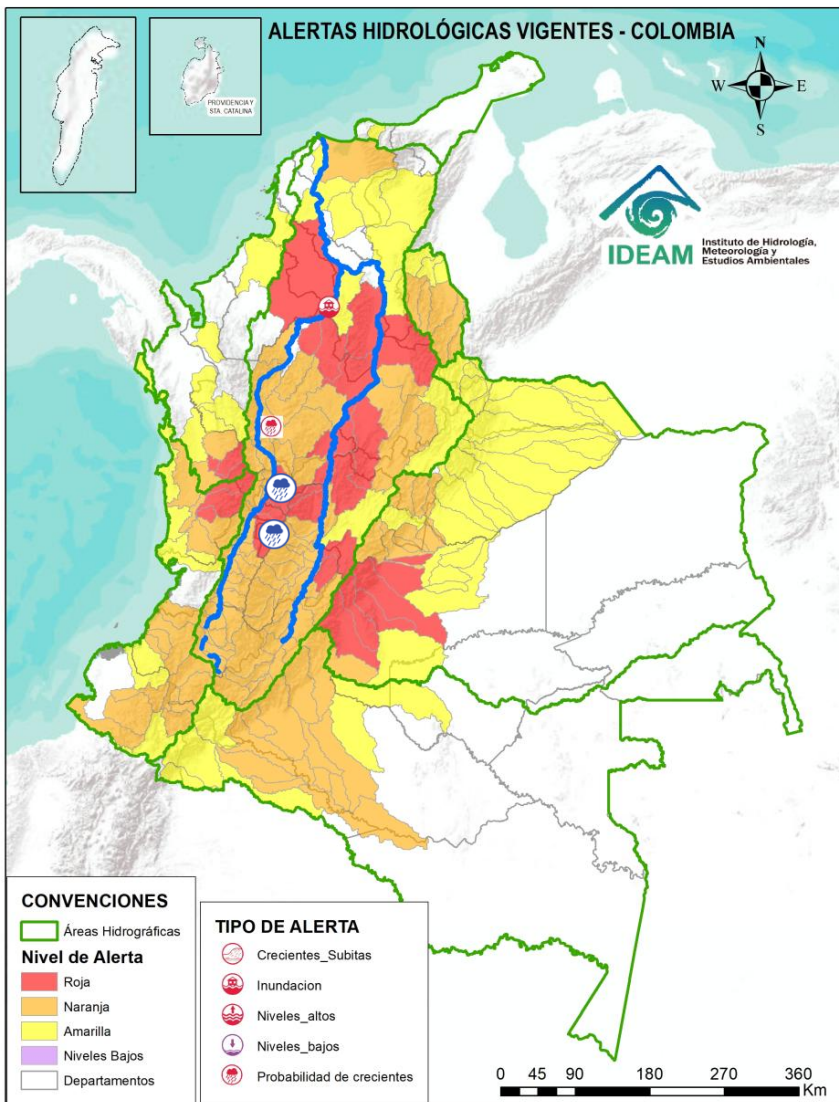 ALERTAS HIDROLÓGICAS VIGENTES - COLOMBIA
PROVIDENCIA Y
STA. CATALINA
N
W
E
S
IDEAM
Instituto de Hidrología,
Meteorología y
Estudios Ambientales
CONVENCIONES
Áreas Hidrográficas
Nivel de Alerta
Roja
Naranja
Amarilla
Niveles Bajos
Departamentos
TIPO DE ALERTA
Crecientes_Subitas
Inundacion
Niveles_altos
Niveles_bajos
Probabilidad de crecientes
0 45 90 180 270 360
Km